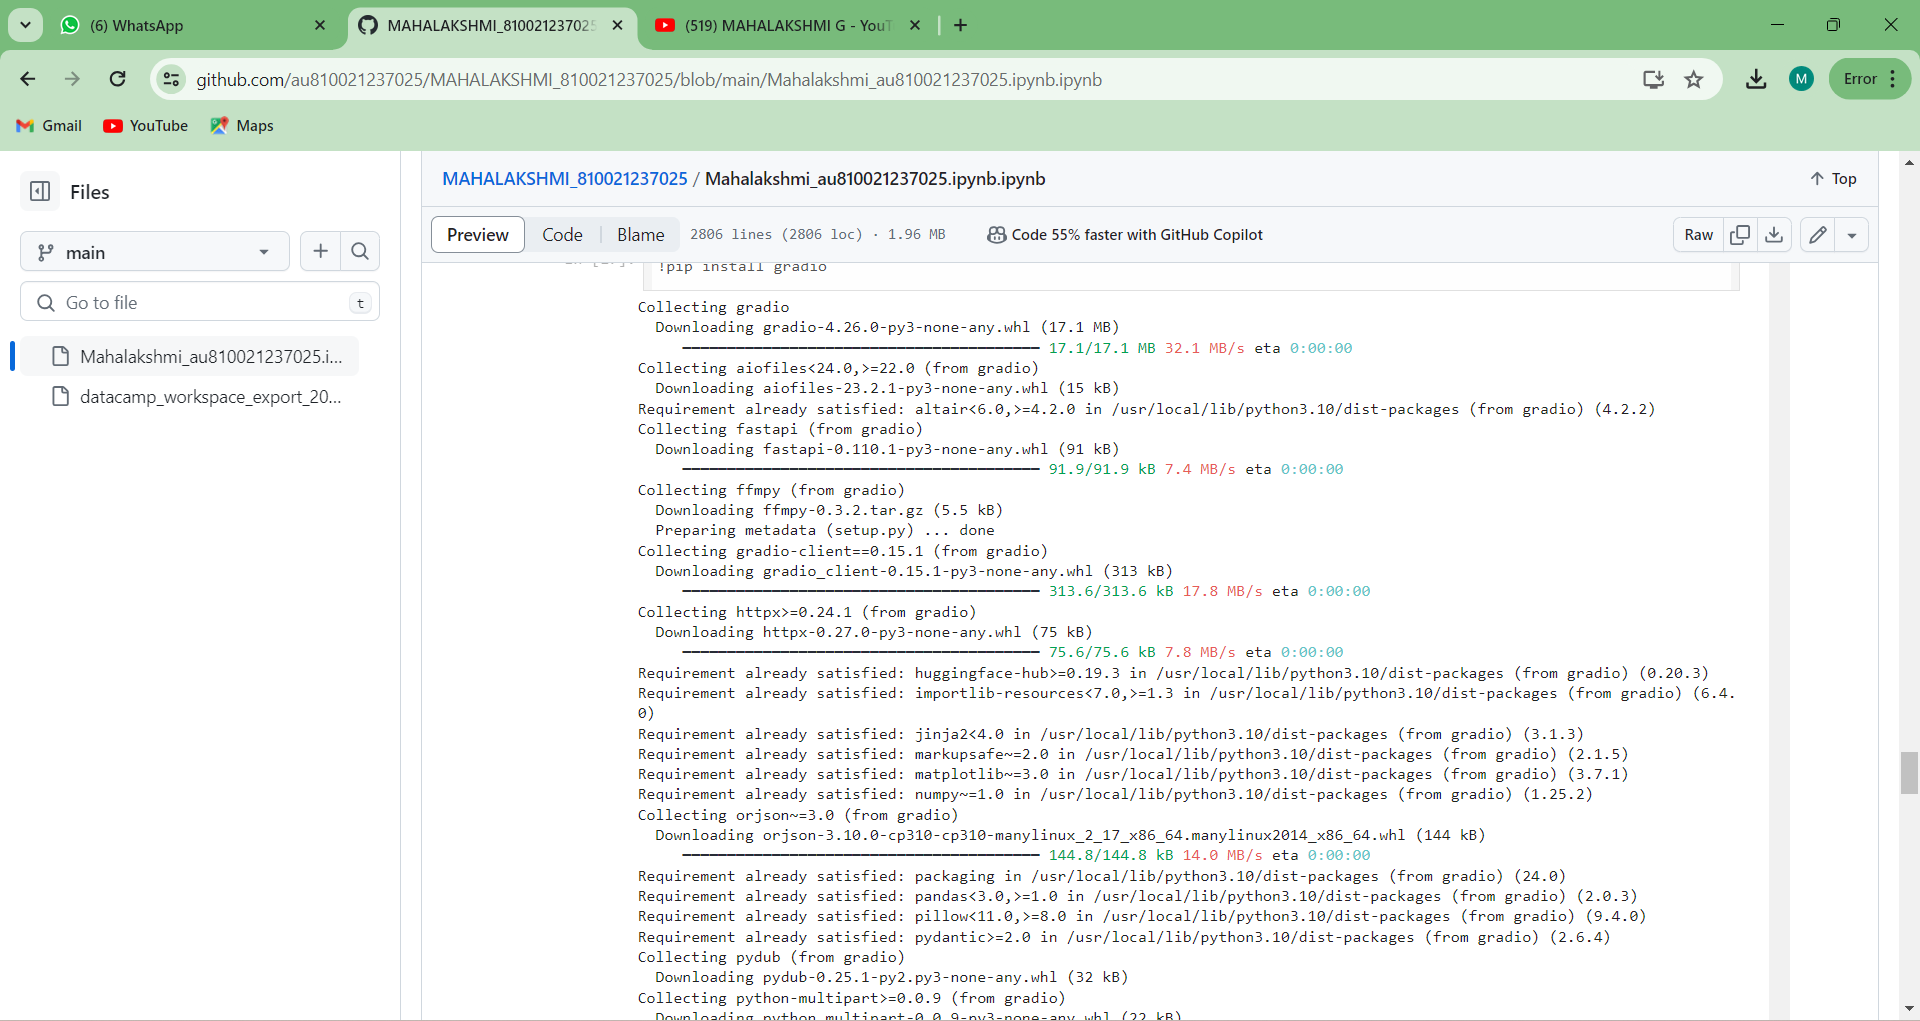 (6) WhatsApp
MAHALAKSHMI_810021237025
(519) MAHALAKSHMI G - YouT
github.com/au810021237025/MAHALAKSHMI_810021237025/blob/main/Mahalakshmi_au810021237025.ipynb.ipynb
M
Error
Gmail
YouTube
Maps
Files
MAHALAKSHMI_810021237025 / Mahalakshmi_au810021237025.ipynb.ipynb
Top
main
Preview
Code
Blame
2806 lines (2806 loc) · 1.96 MB
Code 55% faster with GitHub Copilot
Raw
Go to file
t
Mahalakshmi_au810021237025.i...
datacamp_workspace_export_20...
!pip install gradio
Collecting gradio
Downloading gradio-4.26.0-py3-none-any.whl (17.1 MB)
17.1/17.1 MB 32.1 MB/s eta 0:00:00
Collecting aiofiles<24.0,>=22.0 (from gradio)
Downloading aiofiles-23.2.1-py3-none-any.whl (15 kB)
Requirement already satisfied: altair<6.0,>=4.2.0 in /usr/local/lib/python3.10/dist-packages (from gradio) (4.2.2)
Collecting fastapi (from gradio)
Downloading fastapi-0.110.1-py3-none-any.whl (91 kB)
91.9/91.9 kB 7.4 MB/s eta 0:00:00
Collecting ffmpy (from gradio)
Downloading ffmpy-0.3.2.tar.gz (5.5 kB)
Preparing metadata (setup.py) ... done
Collecting gradio-client==0.15.1 (from gradio)
Downloading gradio_client-0.15.1-py3-none-any.whl (313 kB)
313.6/313.6 kB 17.8 MB/s eta 0:00:00
Collecting httpx>=0.24.1 (from gradio)
Downloading httpx-0.27.0-py3-none-any.whl (75 kB)
75.6/75.6 kB 7.8 MB/s eta 0:00:00
Requirement already satisfied: huggingface-hub>=0.19.3 in /usr/local/lib/python3.10/dist-packages (from gradio) (0.20.3)
Requirement already satisfied: importlib-resources<7.0,>=1.3 in /usr/local/lib/python3.10/dist-packages (from gradio) (6.4.
0)
Requirement already satisfied: jinja2<4.0 in /usr/local/lib/python3.10/dist-packages (from gradio) (3.1.3)
Requirement already satisfied: markupsafe~=2.0 in /usr/local/lib/python3.10/dist-packages (from gradio) (2.1.5)
Requirement already satisfied: matplotlib~=3.0 in /usr/local/lib/python3.10/dist-packages (from gradio) (3.7.1)
Requirement already satisfied: numpy~=1.0 in /usr/local/lib/python3.10/dist-packages (from gradio) (1.25.2)
Collecting orjson~=3.0 (from gradio)
Downloading orjson-3.10.0-cp310-cp310-manylinux_2_17_x86_64.manylinux2014_x86_64.whl (144 kB)
144.8/144.8 kB 14.0 MB/s eta 0:00:00
Requirement already satisfied: packaging in /usr/local/lib/python3.10/dist-packages (from gradio) (24.0)
Requirement already satisfied: pandas<3.0,>=1.0 in /usr/local/lib/python3.10/dist-packages (from gradio) (2.0.3)
Requirement already satisfied: pillow<11.0,>=8.0 in /usr/local/lib/python3.10/dist-packages (from gradio) (9.4.0)
Requirement already satisfied: pydantic>=2.0 in /usr/local/lib/python3.10/dist-packages (from gradio) (2.6.4)
Collecting pydub (from gradio)
Downloading pydub-0.25.1-py2.py3-none-any.whl (32 kB)
Collecting python-multipart>=0.0.9 (from gradio)
Downloading python_multipart-0.0.9-py3-none-any.whl (22 kB)